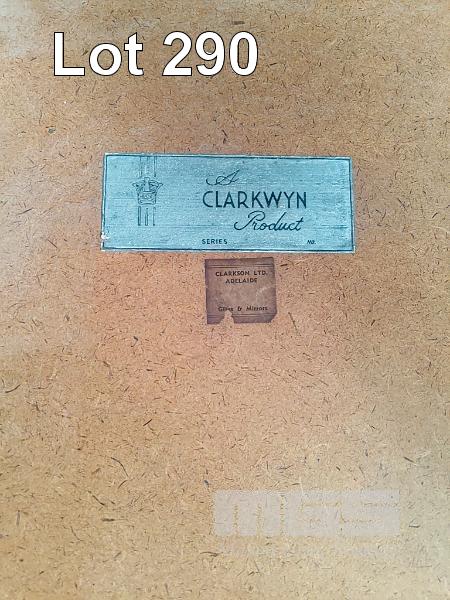 Lot 290
A
CLARKWYN
Product
SERIES NO.
CLARKSON LTD.
ADELAIDE
Glass & Mirrors